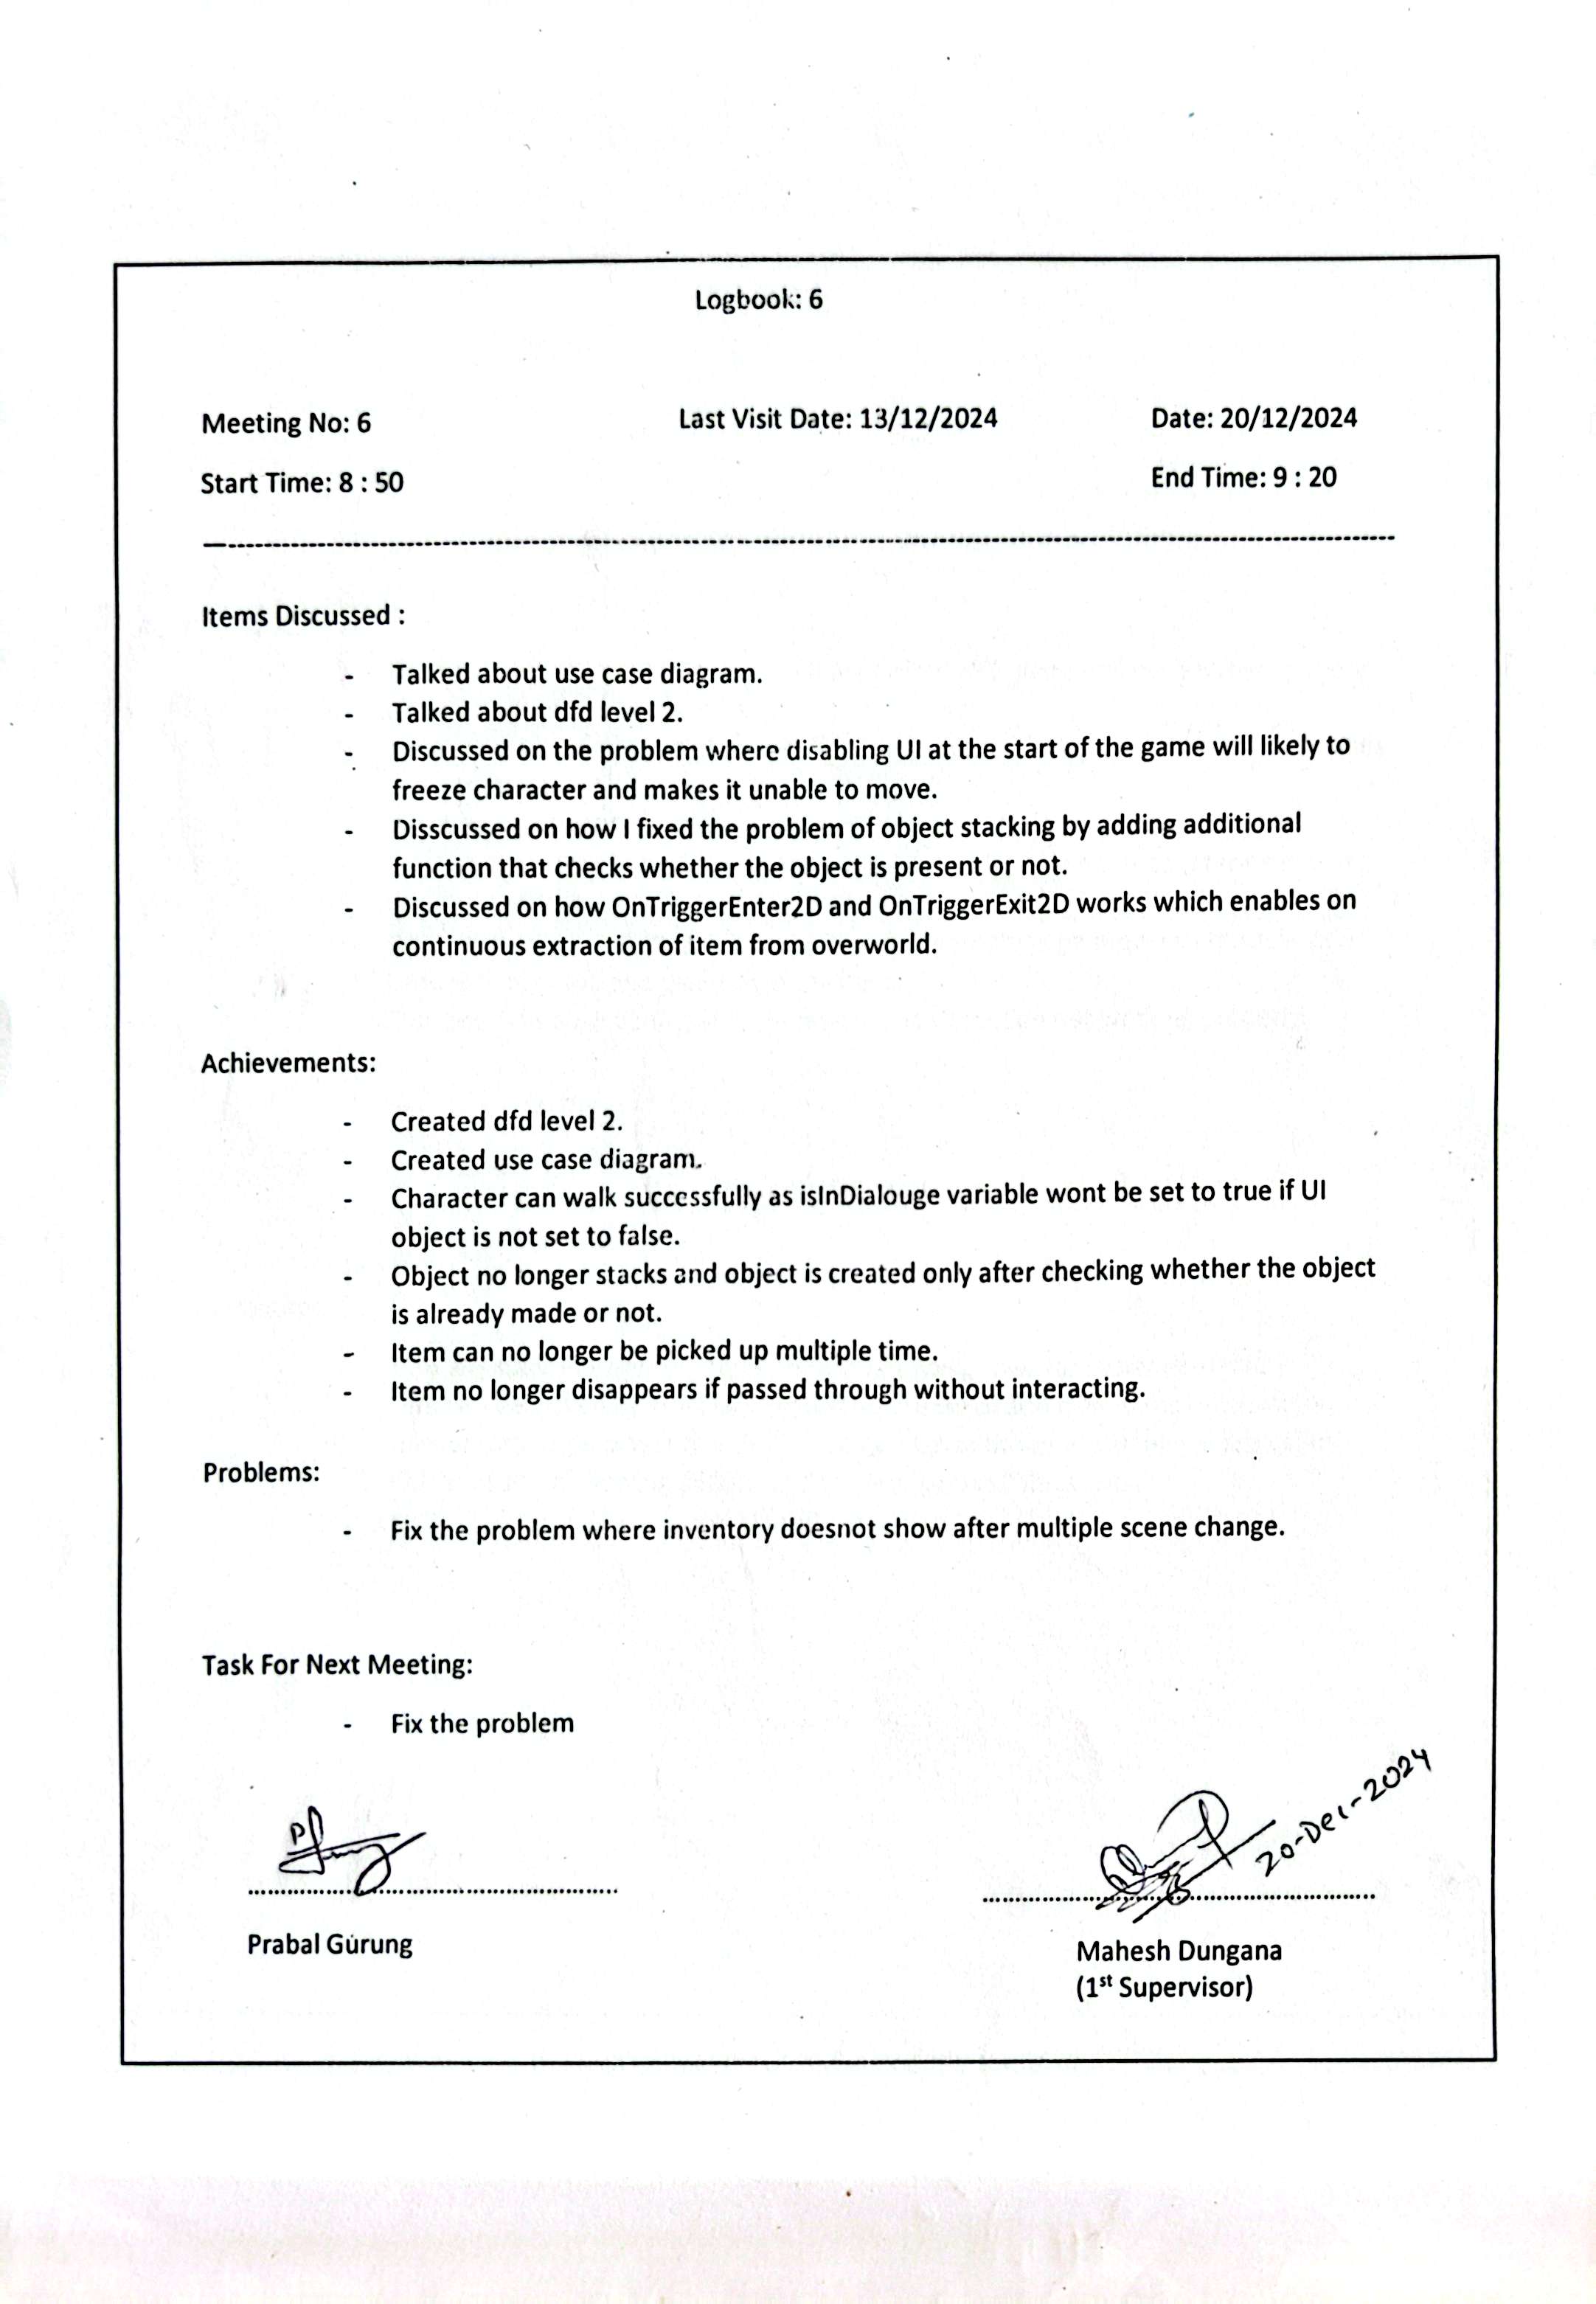 Logbook: 6
Meeting No: 6 Last Visit Date: 13/12/2024 Date: 20/12/2024
Start Time: 8 : 50 End Time: 9 : 20
Items Discussed :
- Talked about use case diagram.
- Talked about dfd level 2.
- Discussed on the problem where disabling UI at the start of the game will likely to
freeze character and makes it unable to move.
- Disscussed on how I fixed the problem of object stacking by adding additional
function that checks whether the object is present or not.
- Discussed on how OnTriggerEnter2D and OnTriggerExit2D works which enables on
continuous extraction of item from overworld.
Achievements:
- Created dfd level 2.
- Created use case diagram.
- Character can walk successfully as isInDialouge variable wont be set to true if UI
object is not set to false.
- Object no longer stacks and object is created only after checking whether the object
is already made or not.
- Item can no longer be picked up multiple time.
- Item no longer disappears if passed through without interacting.
Problems:
- Fix the problem where inventory doesnot show after multiple scene change.
Task For Next Meeting:
- Fix the problem
20-Dec-2024
Prabal Gurung
Mahesh Dungana
(1st Supervisor)